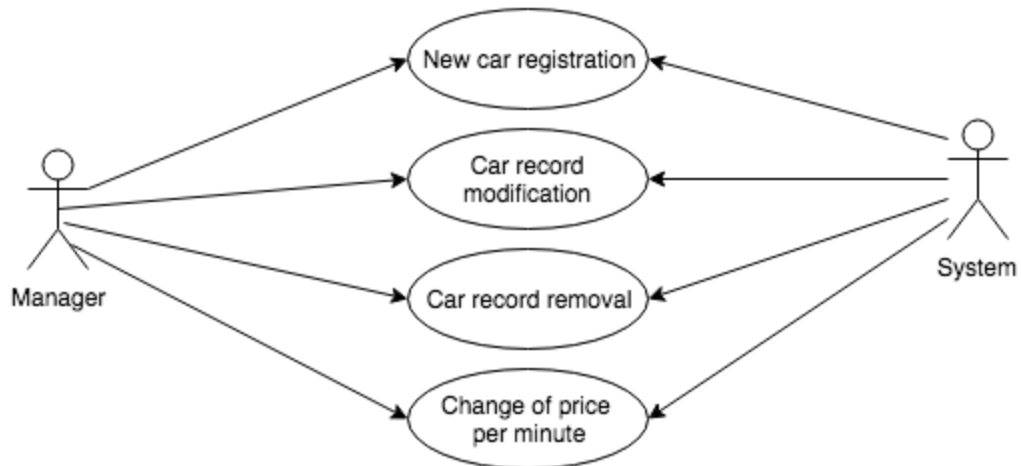 New car registration
Car record
modification
Manager
System
Car record removal
Change of price
per minute